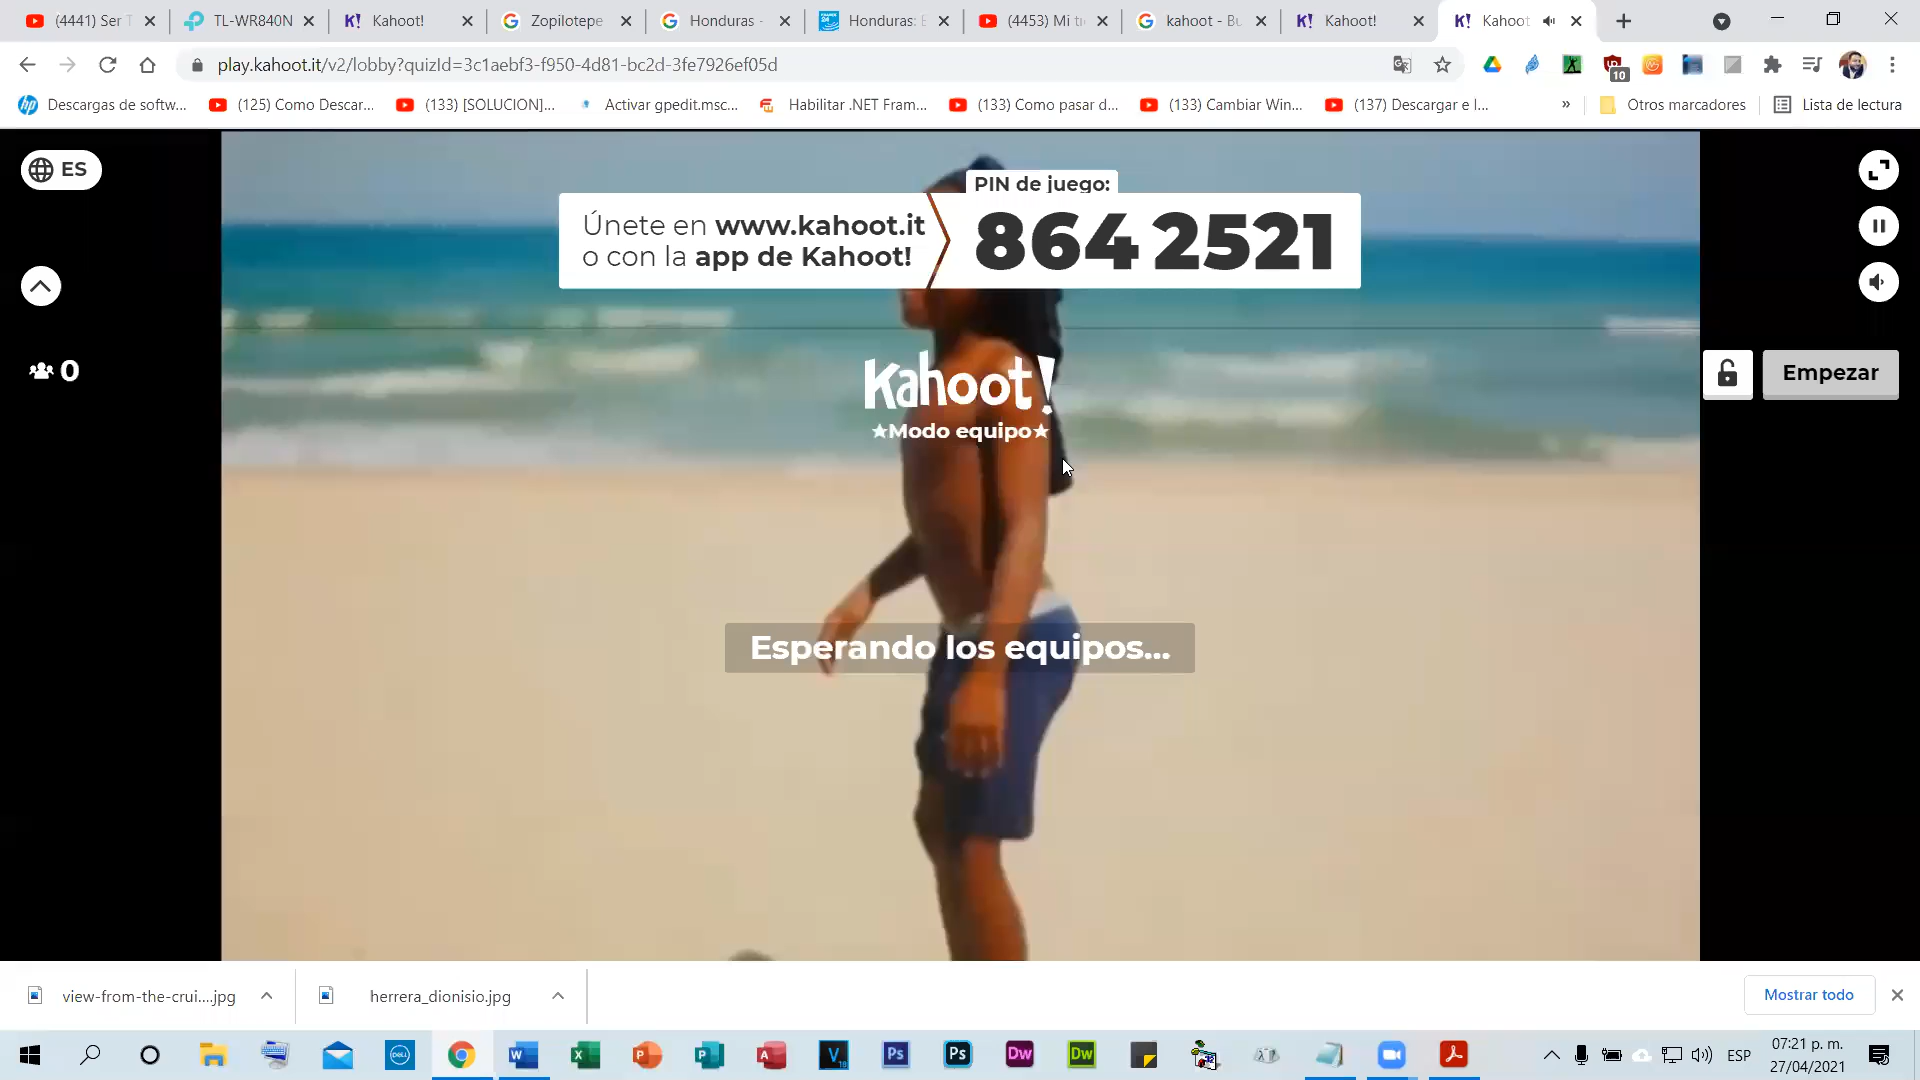 (4441) Ser T
TL-WR840N
Kahoot!
Zopilotepe
Honduras -
Honduras: E
(4453) Mi ti
kahoot - Bu
Kahoot!
Kahoot
play.kahoot.it/v2/lobby?quizId=3c1aebf3-f950-4d81-bc2d-3fe7926ef05d
10
Descargas de softw...
(125) Como Descar...
(133) [SOLUCION]...
Activar gpedit.msc...
Habilitar .NET Fram...
(133) Como pasar d...
(133) Cambiar Win...
(137) Descargar e I...
»
Otros marcadores
Lista de lectura
ES
PIN de juego:
Únete en www.kahoot.it
o con la app de Kahoot!
864 2521
0
Kahoot!
★Modo equipo★
Empezar
Esperando los equipos...
view-from-the-crui....jpg
herrera_dionisio.jpg
Mostrar todo
ESP
07:21 p. m.
27/04/2021